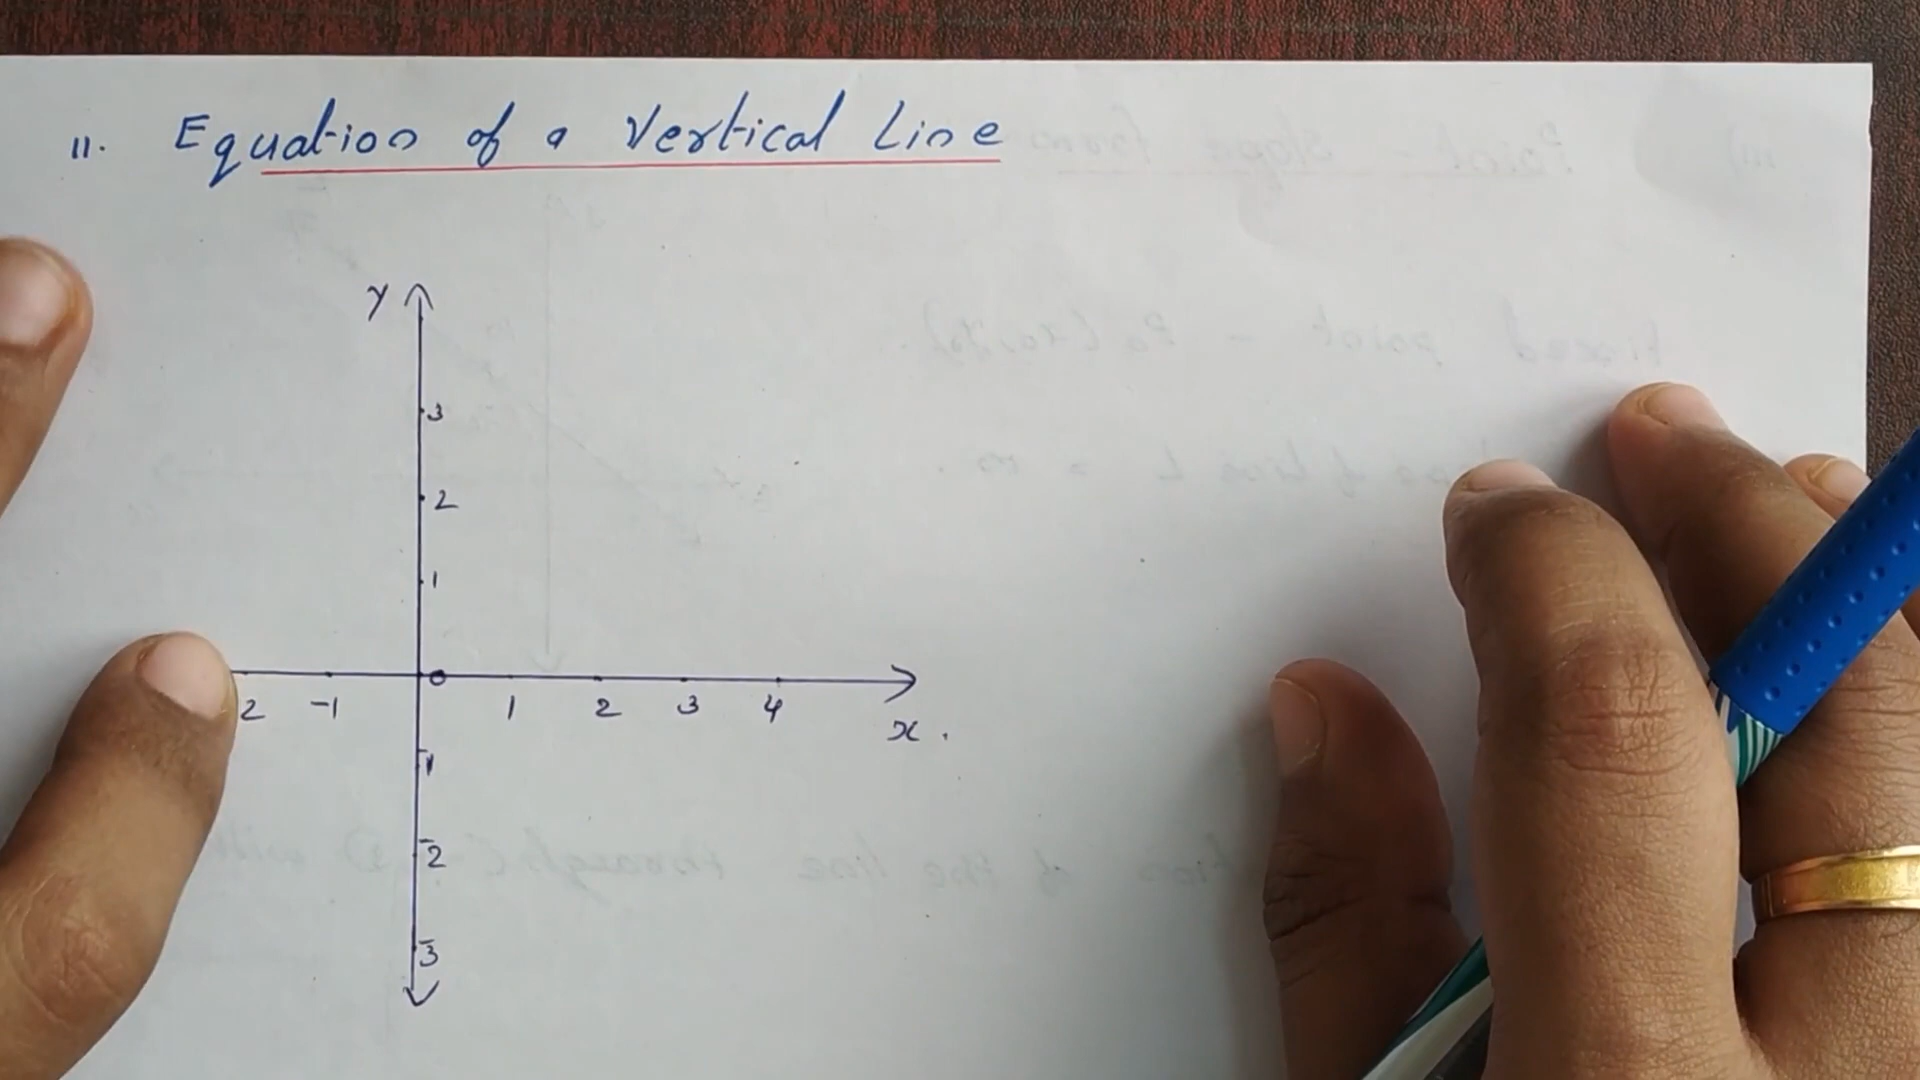 11. Equation of a Vertical Line
Y
3
2
1
0
2 -1 1 2 3 4
x.
-1
-2
-3